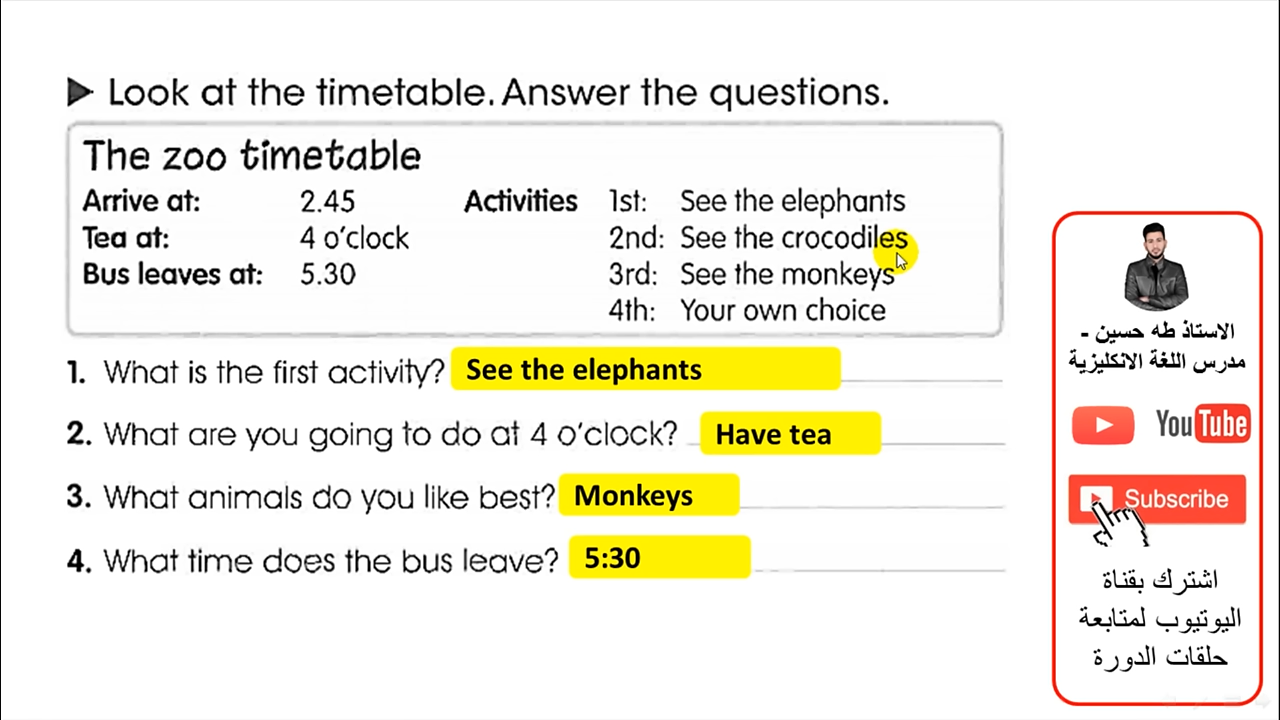 ▶ Look at the timetable. Answer the questions.
The zoo timetable
Arrive at: 2.45 Activities 1st: See the elephants
Tea at: 4 o'clock 2nd: See the crocodiles
Bus leaves at: 5.30 3rd: See the monkeys
4th: Your own choice
1. What is the first activity? See the elephants
2. What are you going to do at 4 o'clock? Have tea
3. What animals do you like best? Monkeys
4. What time does the bus leave? 5:30
الاستاذ طه حسين -
مدرس اللغة الانكليزية
YouTube
Subscribe
اشترك بقناة
اليوتيوب لمتابعة
حلقات الدورة